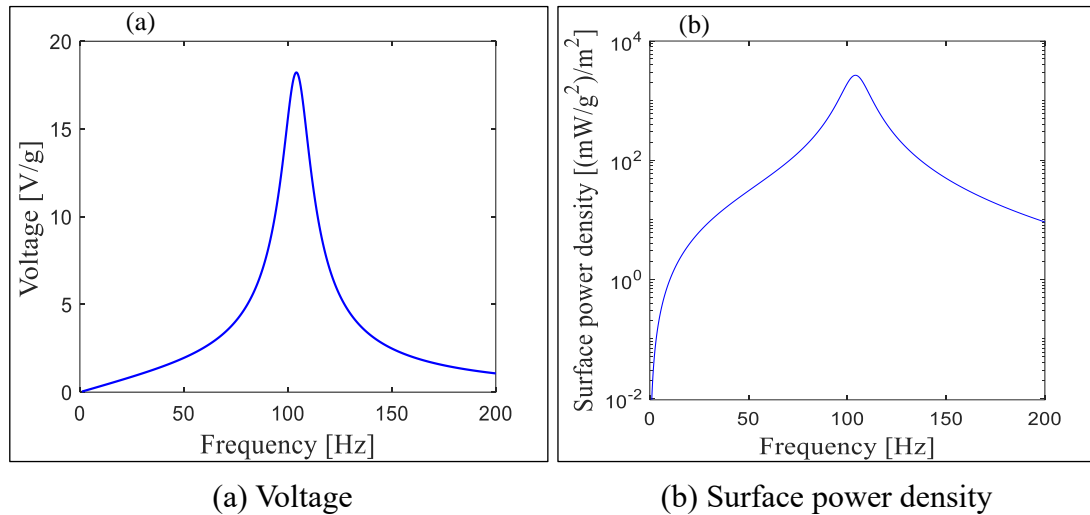 (a)
20
15
10
5
0
Voltage [V/g]
0 50 100 150 200
Frequency [Hz]
(b)
10^4
10^2
10^0
10^-2
Surface power density [(mW/g^2)/m^2]
0 50 100 150 200
Frequency [Hz]
(a) Voltage
(b) Surface power density